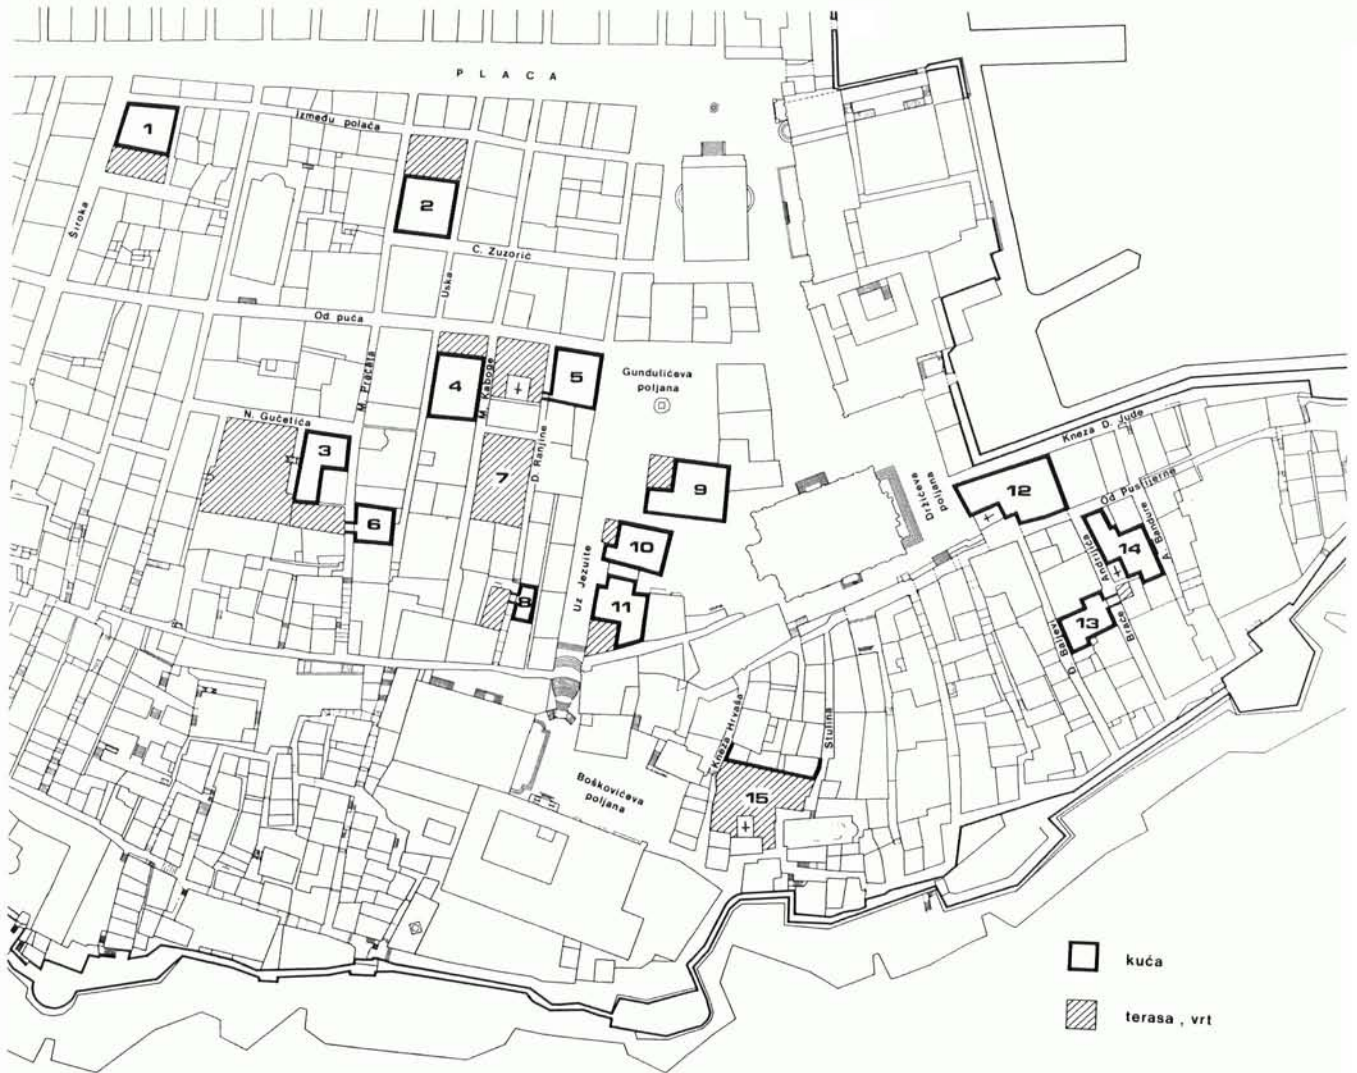 PLACA
Između polača
1
2
Široka
C. Zuzorić
Uska
Od puča
M. Pracata
4
M. Kaboge
5
Gundulićeva
poljana
N. Gučetića
3
7
D. Ranjine
6
9
10
Uz Jezuite
8
11
Držićeva
poljana
Kneza D. Jude
12
Od Pustijerne
A. Bandure
14
Andrijića
13
Braće
Đ. Baljevi
Kneza Hrvaša
Stulina
15
Boškovićeva
poljana
kuća
terasa, vrt